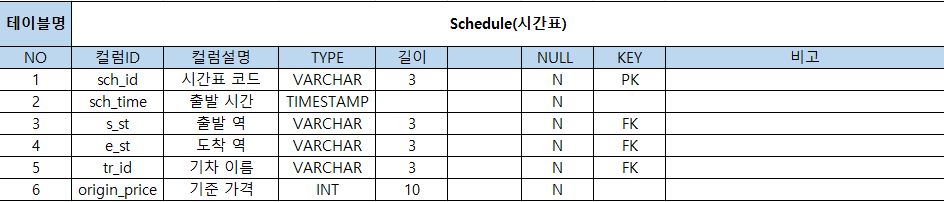 테이블명 Schedule(시간표)
NO 컬럼ID 컬럼설명 TYPE 길이 NULL KEY 비고
1 sch_id 시간표 코드 VARCHAR 3 N PK
2 sch_time 출발 시간 TIMESTAMP N
3 s_st 출발 역 VARCHAR 3 N FK
4 e_st 도착 역 VARCHAR 3 N FK
5 tr_id 기차 이름 VARCHAR 3 N FK
6 origin_price 기준 가격 INT 10 N